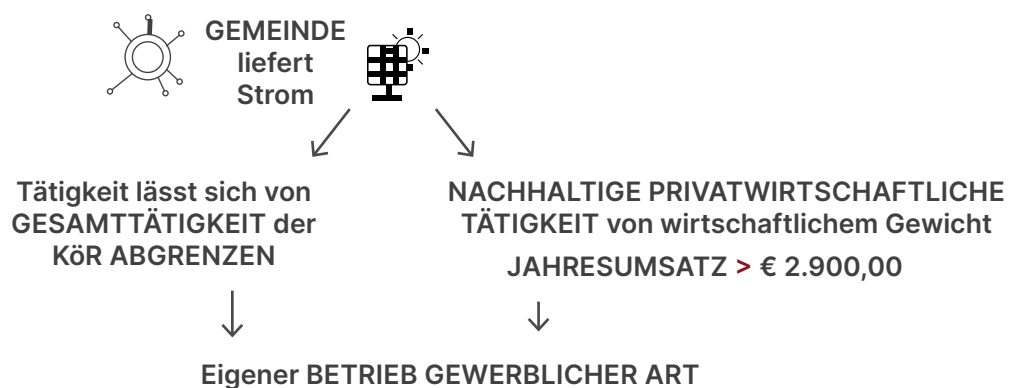 GEMEINDE
liefert
Strom
Tätigkeit lässt sich von
GESAMTTÄTIGKEIT der
KöR ABGRENZEN
NACHHALTIGE PRIVATWIRTSCHAFTLICHE
TÄTIGKEIT von wirtschaftlichem Gewicht
JAHRESUMSATZ > € 2.900,00
Eigener BETRIEB GEWERBLICHER ART